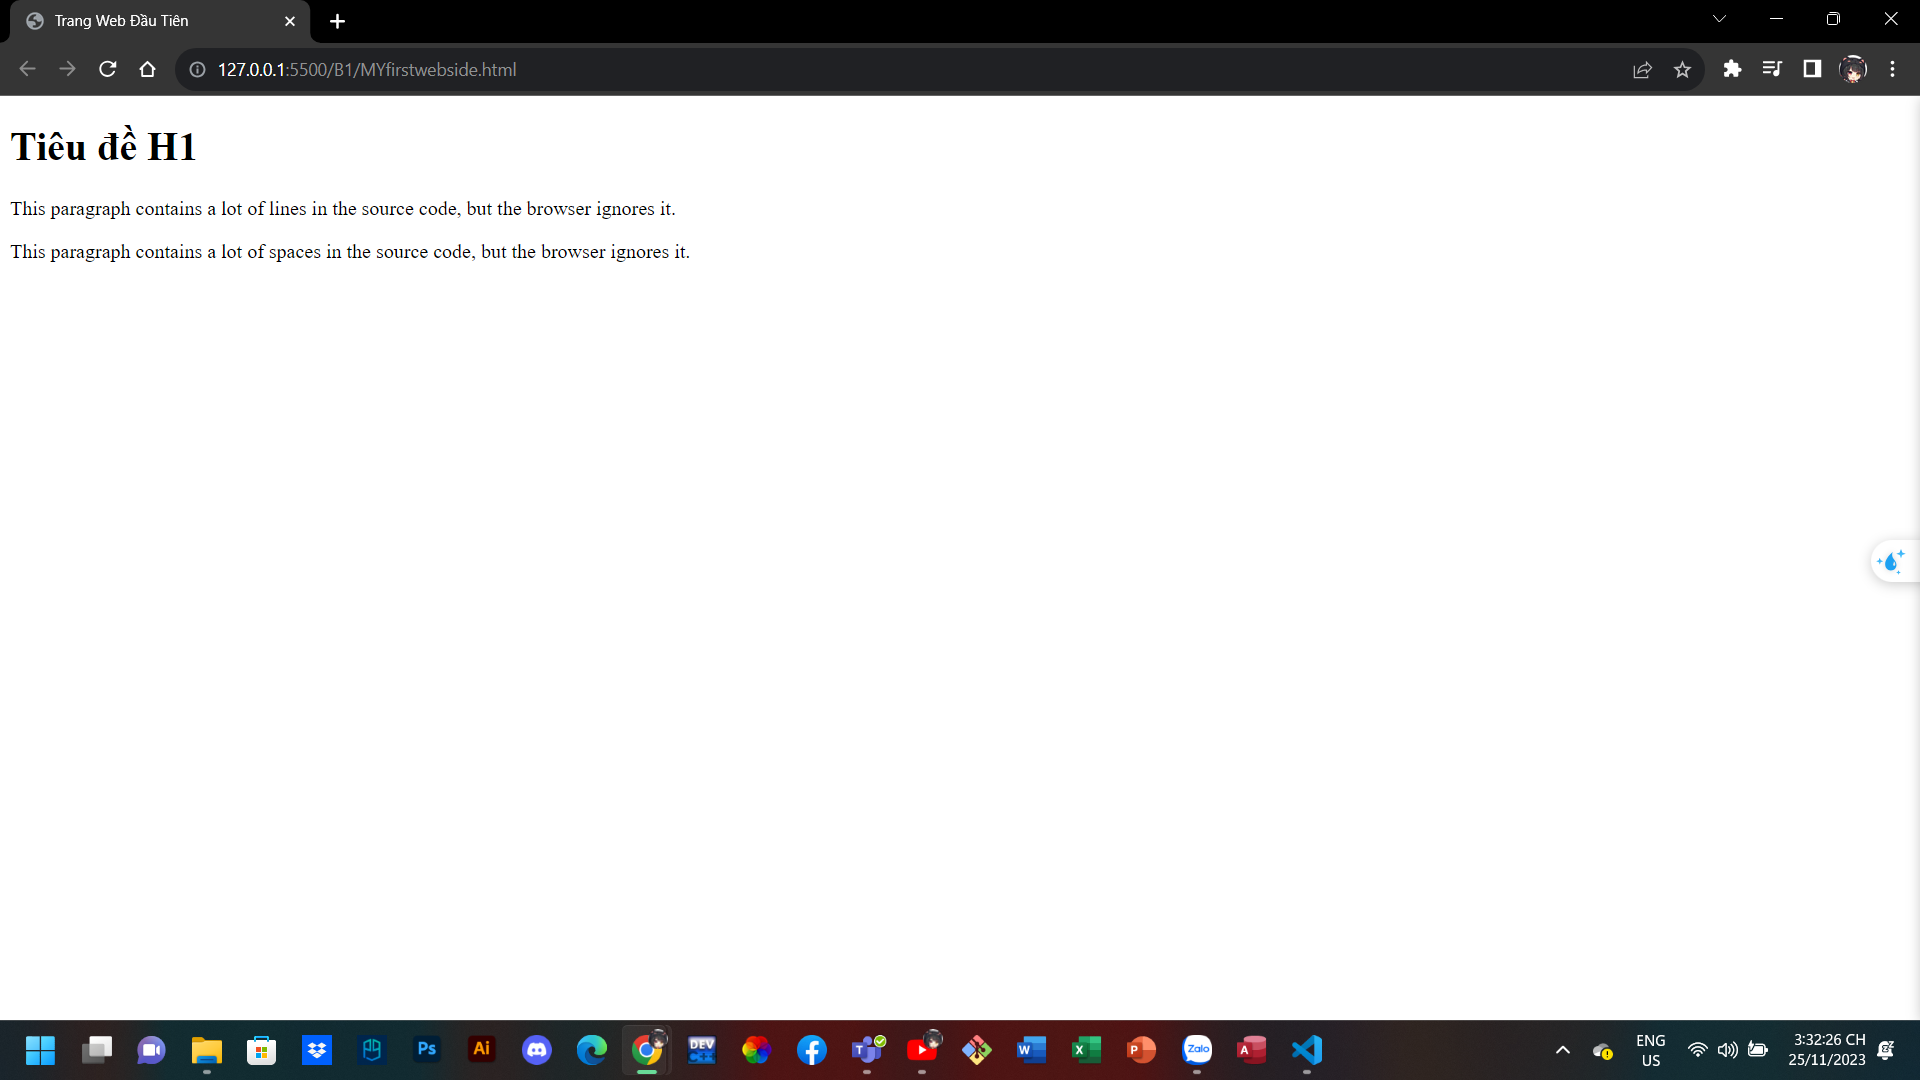 Trang Web Đầu Tiên
127.0.0.1:5500/B1/MYfirstwebside.html
Tiêu đề H1
This paragraph contains a lot of lines in the source code, but the browser ignores it.
This paragraph contains a lot of spaces in the source code, but the browser ignores it.
Ps
Ai
DEV
C++
T
W
X
P
Zalo
A
ENG
US
3:32:26 CH
25/11/2023